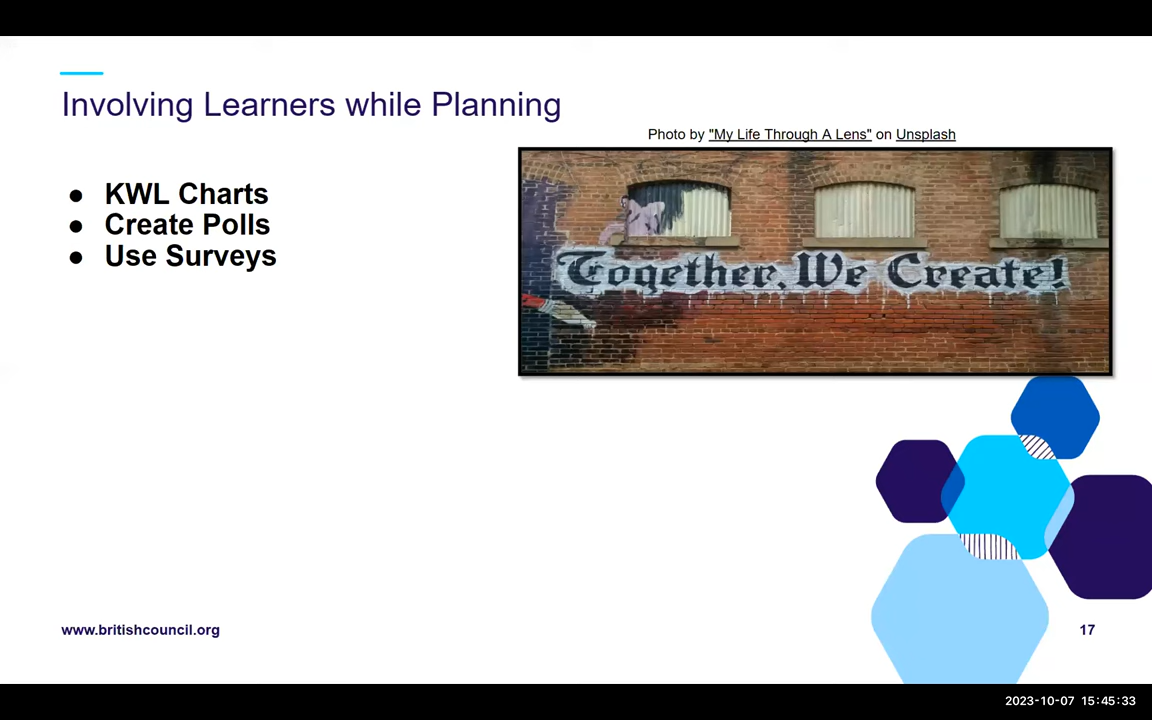 Involving Learners while Planning
Photo by "My Life Through A Lens" on Unsplash
● KWL Charts
● Create Polls
● Use Surveys
Together, We Create!
www.britishcouncil.org
17
2023-10-07 15:45:33